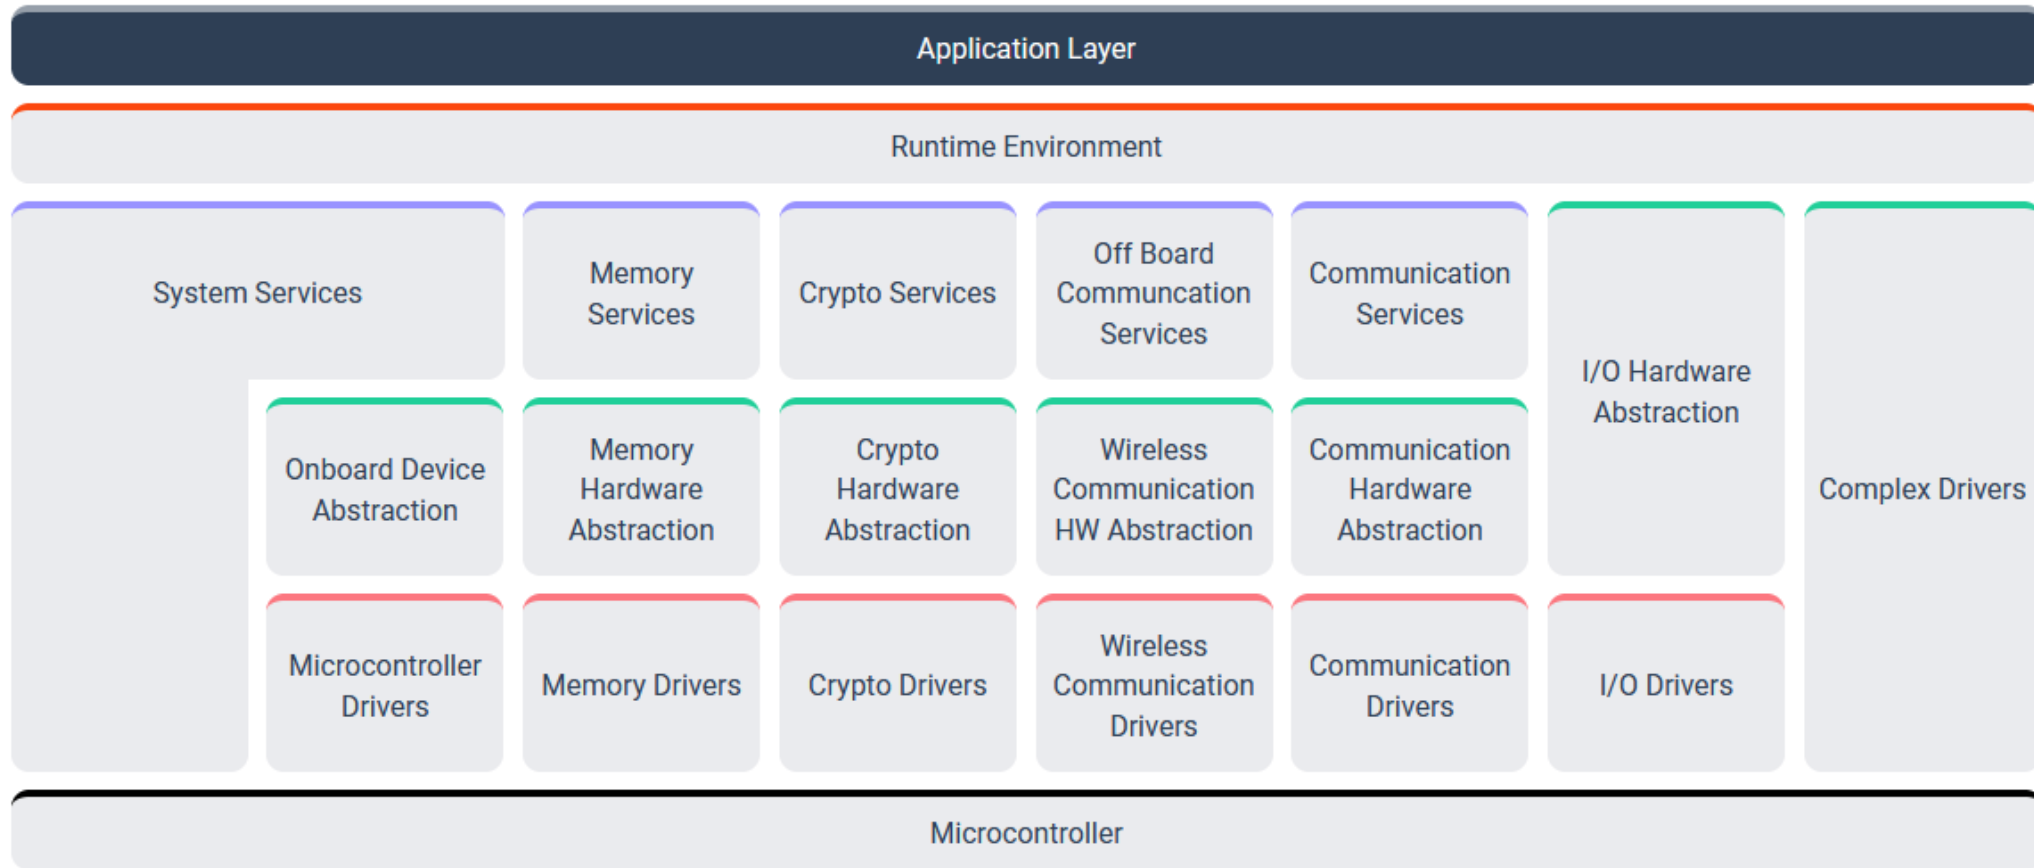 Application Layer
Runtime Environment
System Services
Memory
Services
Crypto Services
Off Board
Communcation
Services
Communication
Services
I/O Hardware
Abstraction
Complex Drivers
Onboard Device
Abstraction
Memory
Hardware
Abstraction
Crypto
Hardware
Abstraction
Wireless
Communication
HW Abstraction
Communication
Hardware
Abstraction
Microcontroller
Drivers
Memory Drivers
Crypto Drivers
Wireless
Communication
Drivers
Communication
Drivers
I/O Drivers
Microcontroller